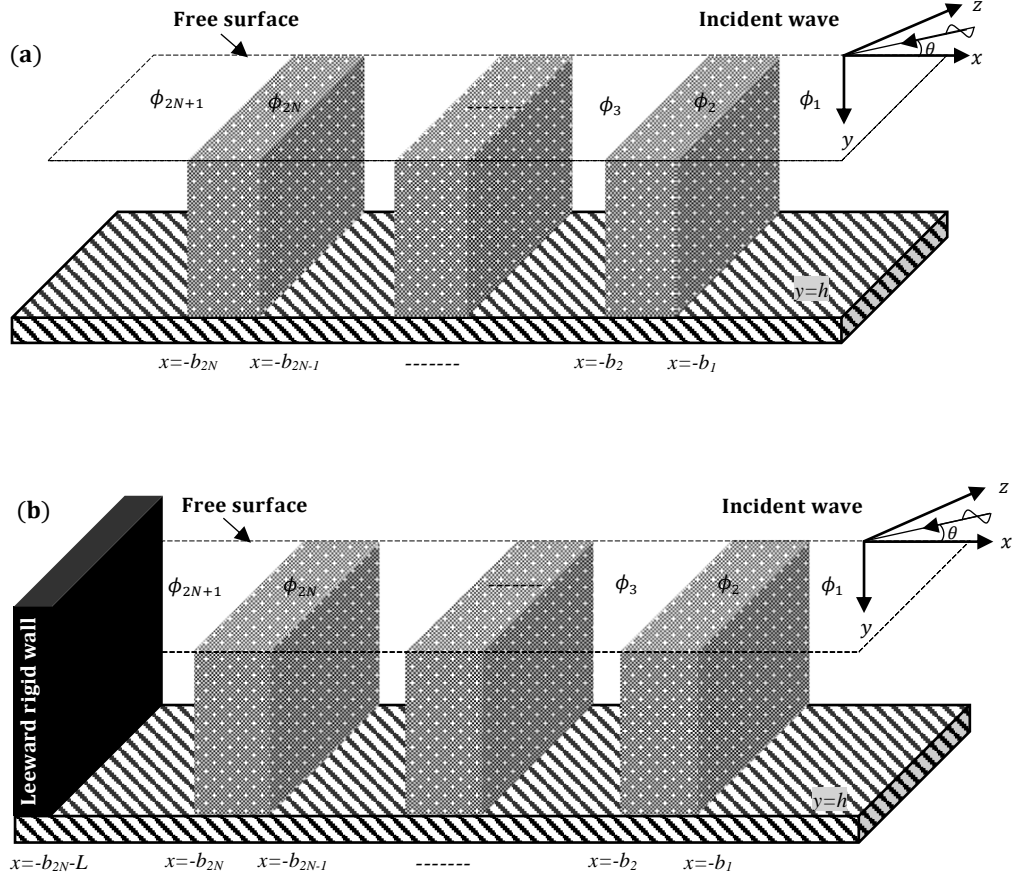 (a)
Free surface
Incident wave
z
θ
x
ϕ2N+1
ϕ2N
--------
ϕ3
ϕ2
ϕ1
y
y=h
x=-b2N
x=-b2N-1
-------
x=-b2
x=-b1
(b)
Free surface
Incident wave
z
θ
x
ϕ2N+1
ϕ2N
--------
ϕ3
ϕ2
ϕ1
y
Leeward rigid wall
y=h
x=-b2N-L
x=-b2N
x=-b2N-1
-------
x=-b2
x=-b1